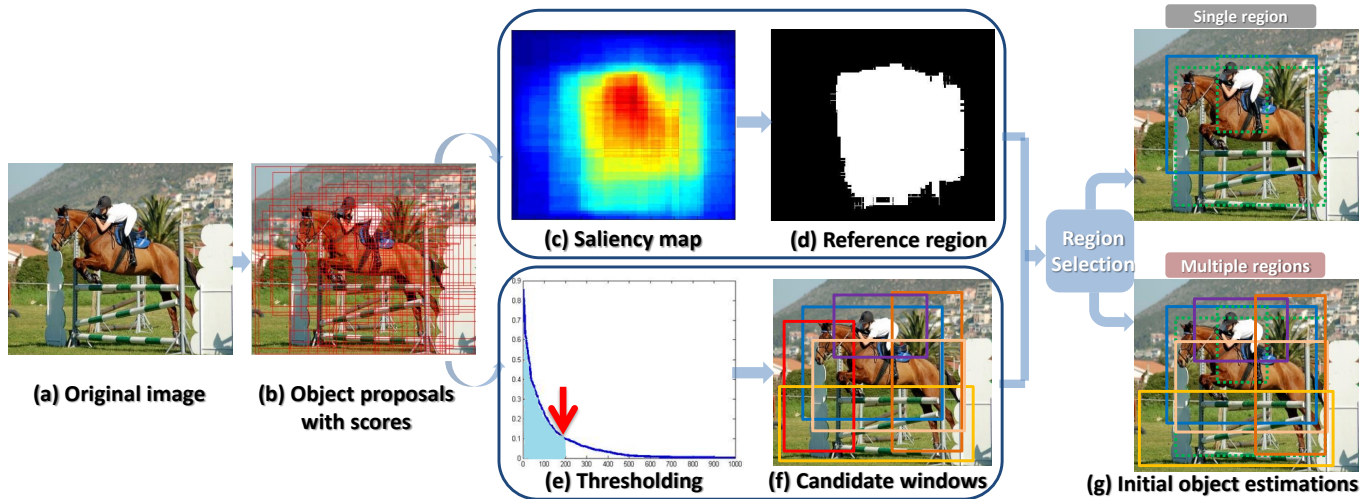 Single region
(c) Saliency map
(d) Reference region
Region
Selection
Multiple regions
(a) Original image
(b) Object proposals
with scores
0.9
0.8
0.7
0.6
0.5
0.4
0.3
0.2
0.1
0
0 100 200 300 400 500 600 700 800 900 1000
(e) Thresholding
(f) Candidate windows
(g) Initial object estimations